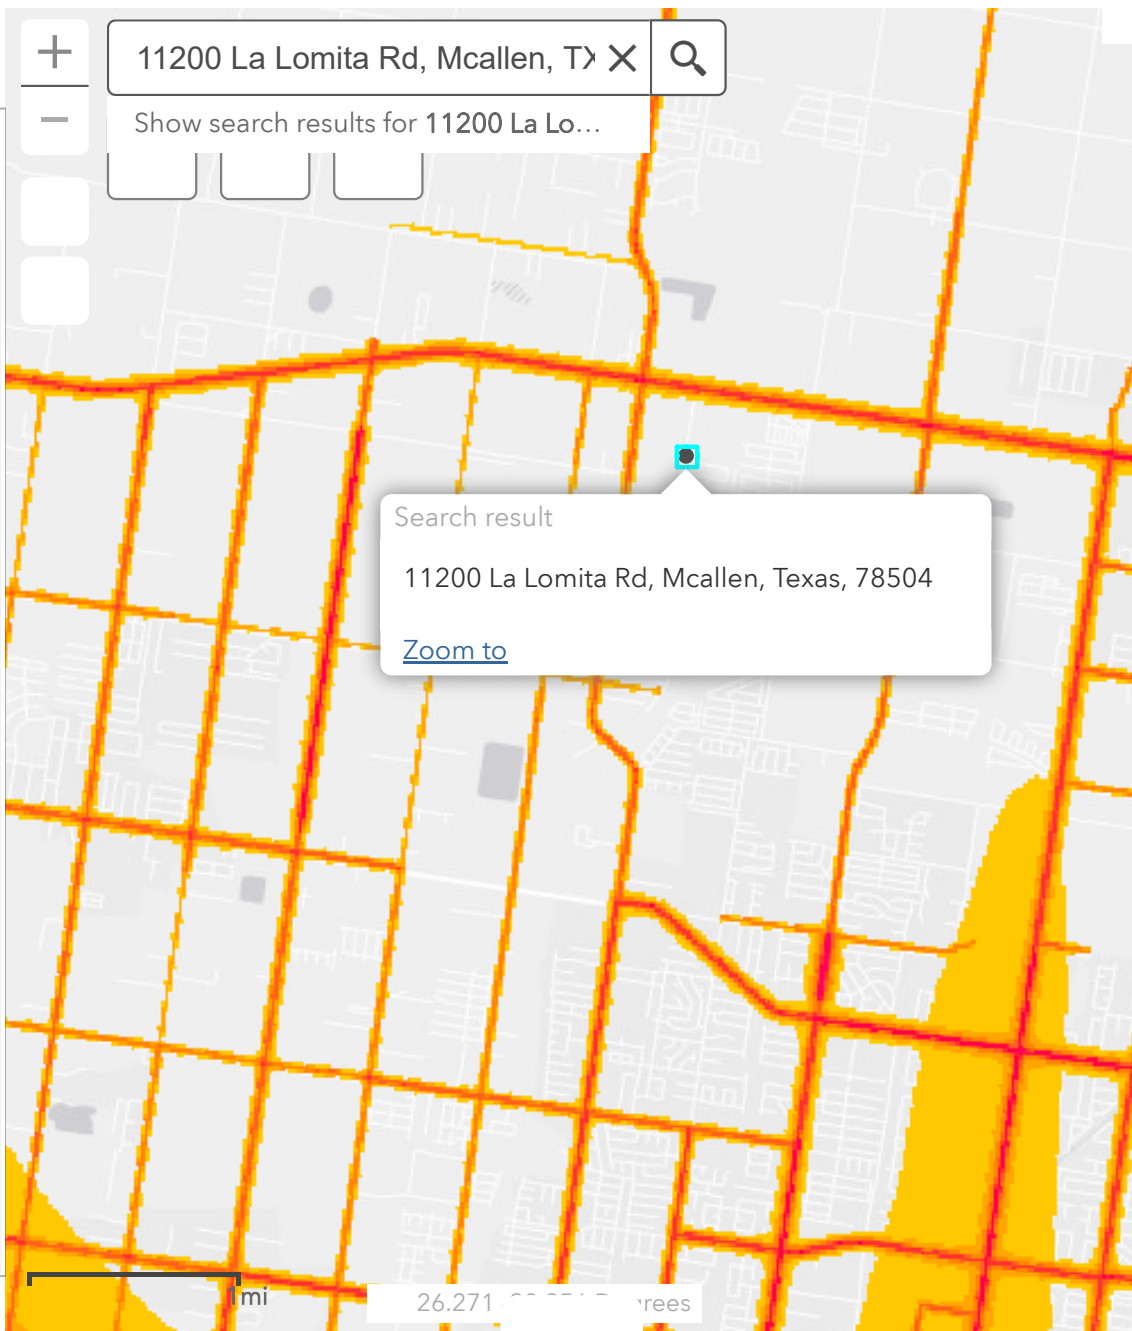 11200 La Lomita Rd, Mcallen, TX
Show search results for 11200 La Lo...
Search result
11200 La Lomita Rd, Mcallen, Texas, 78504
Zoom to
1mi
26.271